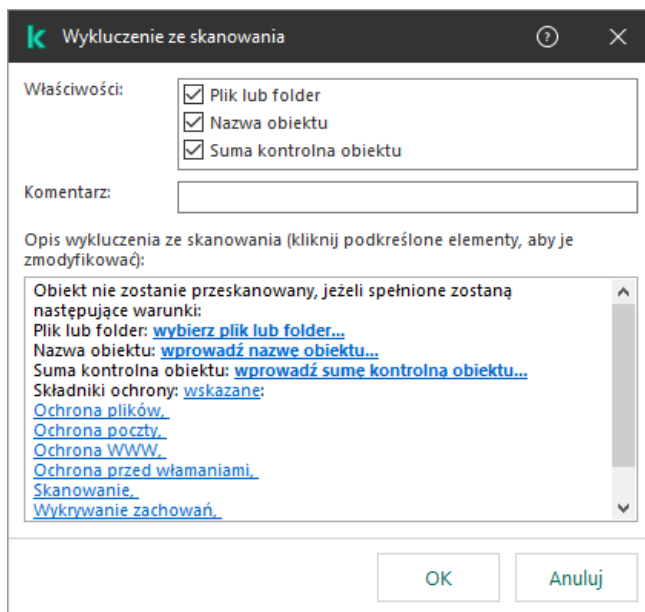 Wykluczenie ze skanowania
Właściwości:
Plik lub folder
Nazwa obiektu
Suma kontrolna obiektu
Komentarz:
Opis wykluczenia ze skanowania (kliknij podkreślone elementy, aby je
zmodyfikować):
Obiekt nie zostanie przeskanowany, jeżeli spełnione zostaną
następujące warunki:
Plik lub folder: wybierz plik lub folder...
Nazwa obiektu: wprowadź nazwę obiektu...
Suma kontrolna obiektu: wprowadź sumę kontrolną obiektu...
Składniki ochrony: wskazane:
Ochrona plików,
Ochrona poczty,
Ochrona WWW,
Ochrona przed włamaniami,
Skanowanie,
Wykrywanie zachowań,
OK
Anuluj